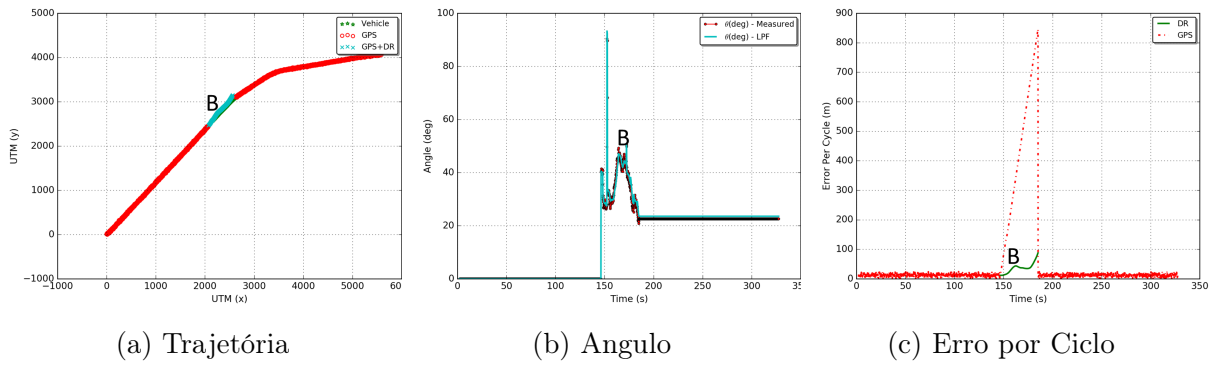 5000
4000
3000
2000
1000
0
−1000
−1000
0
1000
2000
3000
4000
5000
60
UTM (x)
UTM (y)
Vehicle
GPS
GPS+DR
B
100
80
60
40
20
0
0
50
100
150
200
250
300
35
Time (s)
Angle (deg)
θ(deg) - Measured
θ(deg) - LPF
B
900
800
700
600
500
400
300
200
100
0
0
50
100
150
200
250
300
350
Time (s)
Error Per Cycle (m)
DR
GPS
B
(a) Trajetória
(b) Angulo
(c) Erro por Ciclo